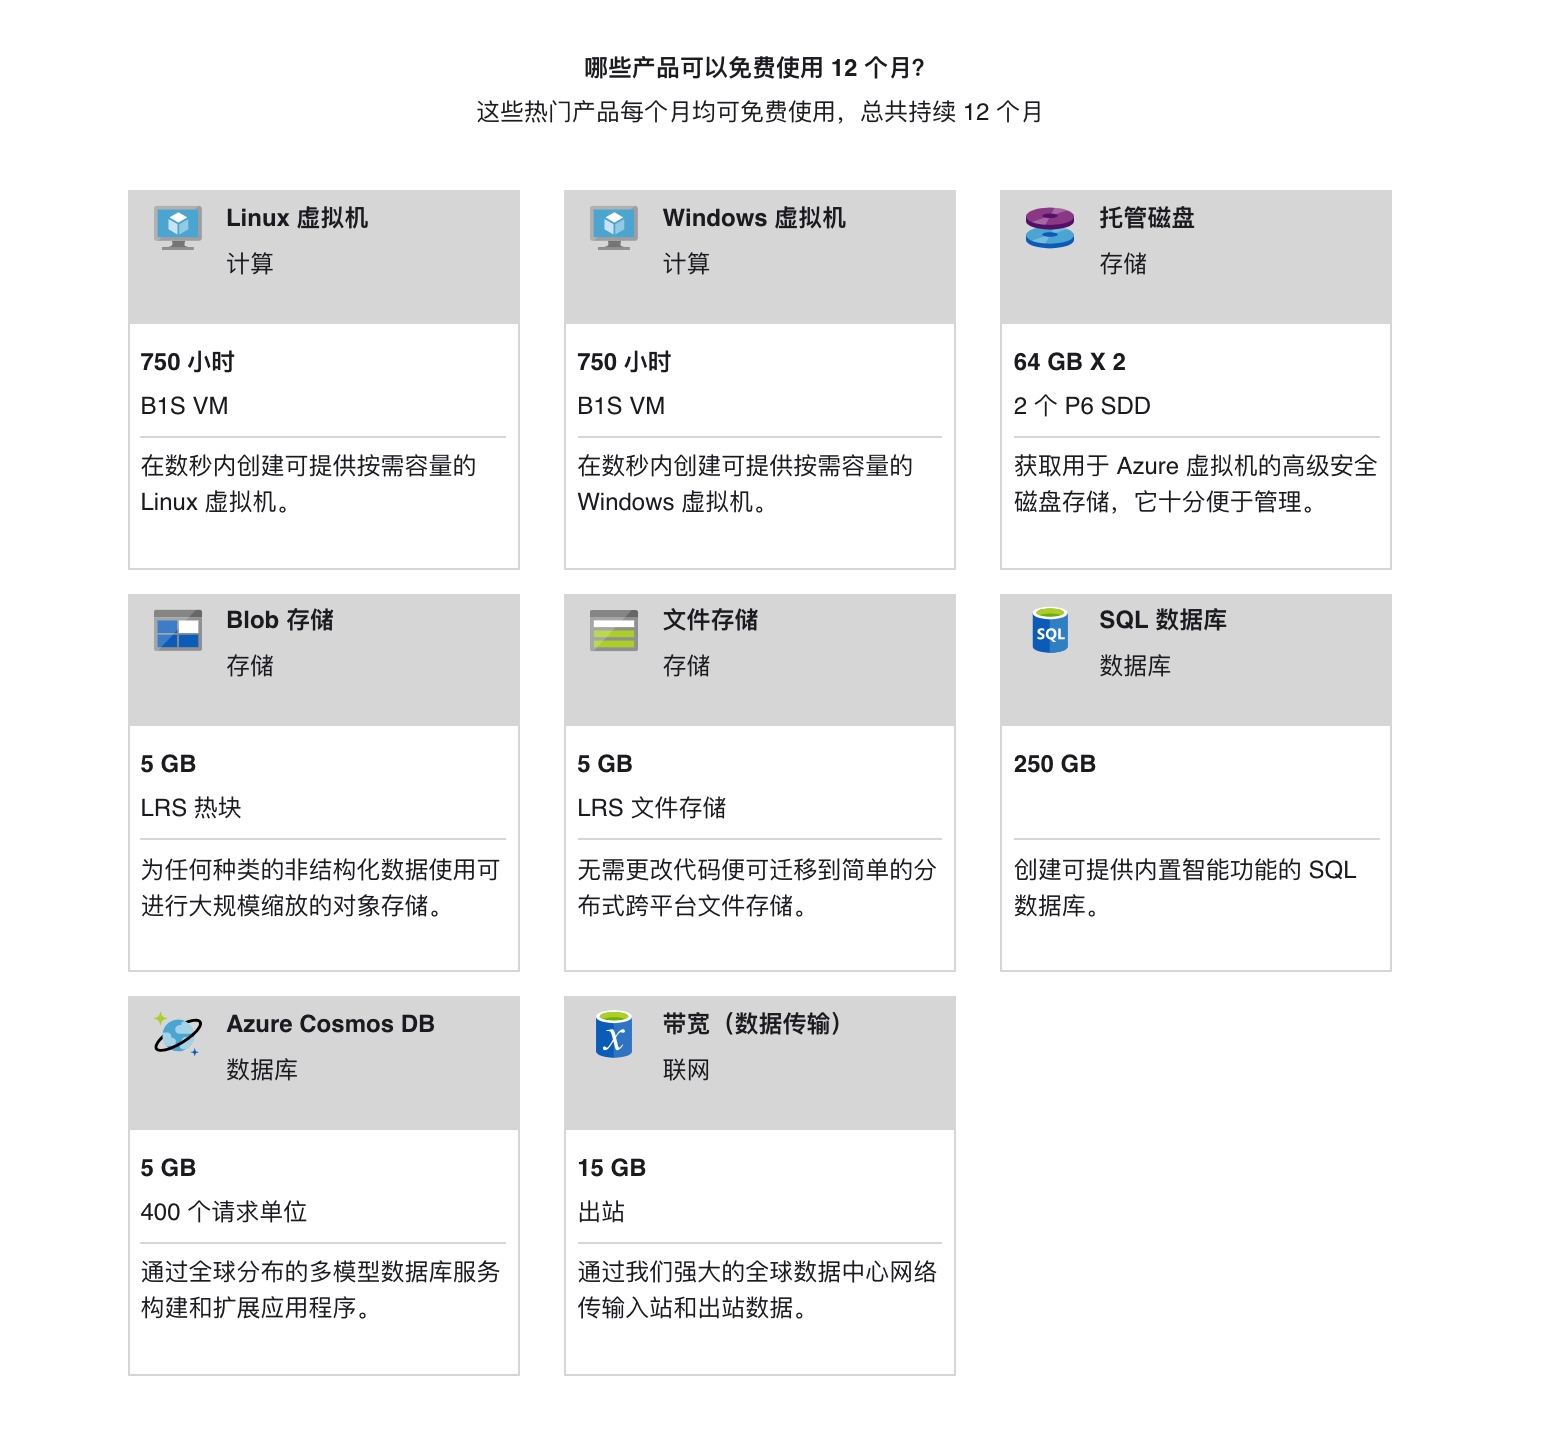 哪些产品可以免费使用 12 个月?
这些热门产品每个月均可免费使用，总共持续 12 个月
Linux 虚拟机
计算
750 小时
B1S VM
在数秒内创建可提供按需容量的
Linux 虚拟机。
Windows 虚拟机
计算
750 小时
B1S VM
在数秒内创建可提供按需容量的
Windows 虚拟机。
托管磁盘
存储
64 GB X 2
2 个 P6 SDD
获取用于 Azure 虚拟机的高级安全
磁盘存储，它十分便于管理。
Blob 存储
存储
5 GB
LRS 热块
为任何种类的非结构化数据使用可
进行大规模缩放的对象存储。
文件存储
存储
5 GB
LRS 文件存储
无需更改代码便可迁移到简单的分
布式跨平台文件存储。
SQL
SQL 数据库
数据库
250 GB
创建可提供内置智能功能的 SQL
数据库。
Azure Cosmos DB
数据库
5 GB
400 个请求单位
通过全球分布的多模型数据库服务
构建和扩展应用程序。
x
带宽（数据传输）
联网
15 GB
出站
通过我们强大的全球数据中心网络
传输入站和出站数据。